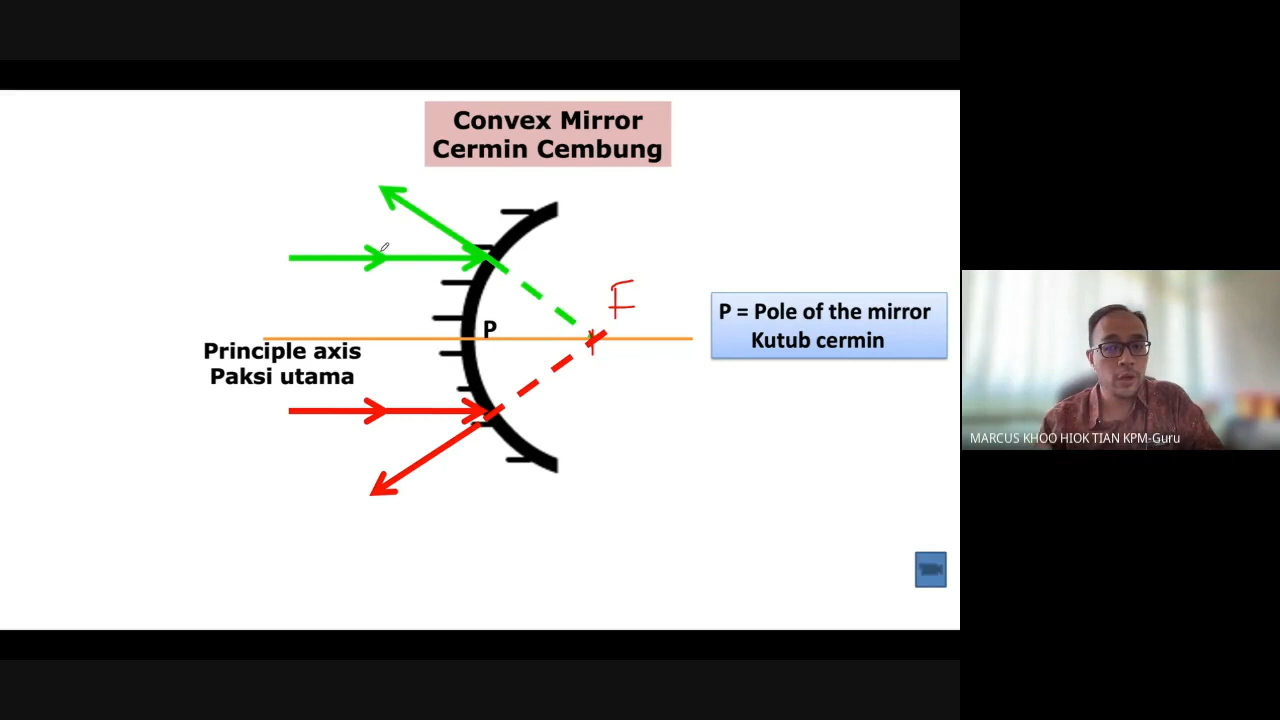 Convex Mirror
Cermin Cembung
F
P
P = Pole of the mirror
Kutub cermin
Principle axis
Paksi utama
MARCUS KHOO HIOK TIAN KPM-Guru